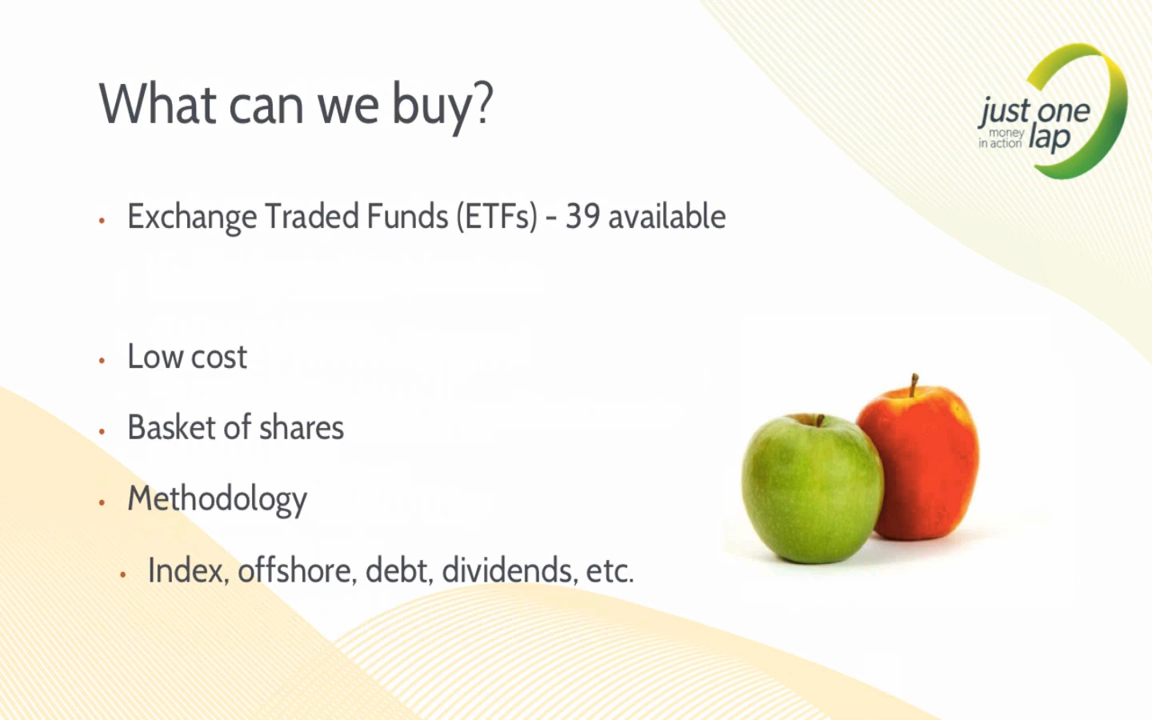 What can we buy?
just one
money
in action lap
• Exchange Traded Funds (ETFs) - 39 available
• Low cost
• Basket of shares
• Methodology
• Index, offshore, debt, dividends, etc.